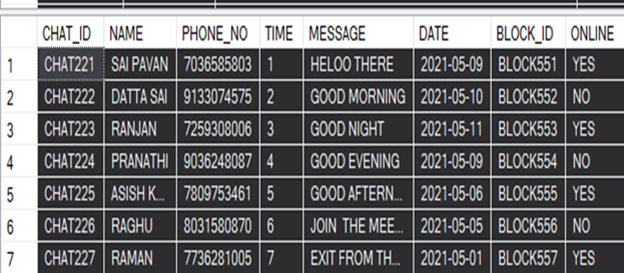 CHAT_ID NAME PHONE_NO TIME MESSAGE DATE BLOCK_ID ONLINE
1 CHAT221 SAI PAVAN 7036585803 1 HELOO THERE 2021-05-09 BLOCK551 YES
2 CHAT222 DATTA SAI 9133074575 2 GOOD MORNING 2021-05-10 BLOCK552 NO
3 CHAT223 RANJAN 7259308006 3 GOOD NIGHT 2021-05-11 BLOCK553 YES
4 CHAT224 PRANATHI 9036248087 4 GOOD EVENING 2021-05-09 BLOCK554 NO
5 CHAT225 ASISH K... 7809753461 5 GOOD AFTERN... 2021-05-06 BLOCK555 YES
6 CHAT226 RAGHU 8031580870 6 JOIN THE MEE... 2021-05-05 BLOCK556 NO
7 CHAT227 RAMAN 7736281005 7 EXIT FROM TH... 2021-05-01 BLOCK557 YES